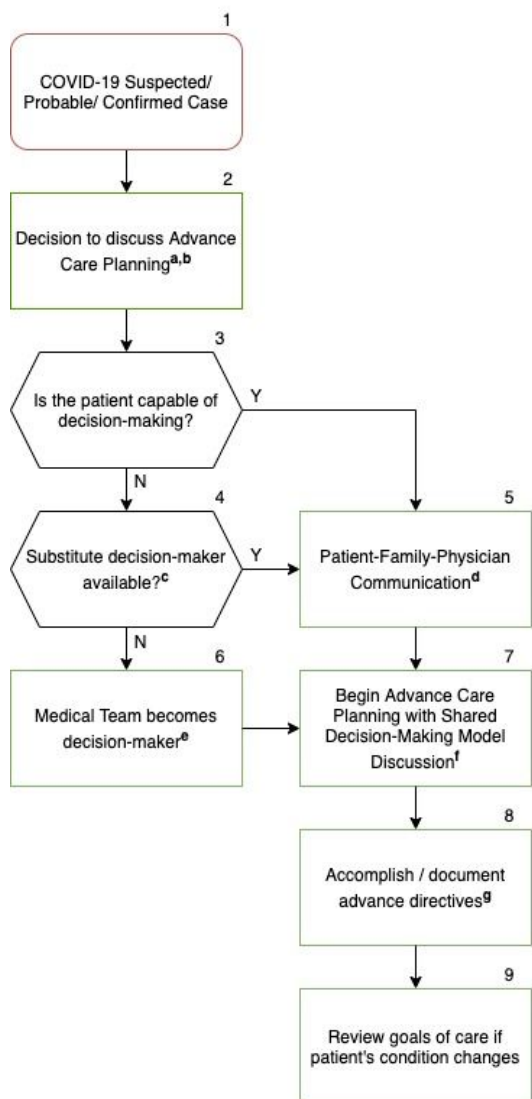 1
COVID-19 Suspected/
Probable/ Confirmed Case
2
Decision to discuss Advance
Care Planninga,b
3
Is the patient capable of
decision-making?
Y
N
4
Substitute decision-maker
available?c
Y
N
5
Patient-Family-Physician
Communicationd
6
Medical Team becomes
decision-makere
7
Begin Advance Care
Planning with Shared
Decision-Making Model
Discussionf
8
Accomplish / document
advance directivesg
9
Review goals of care if
patient's condition changes